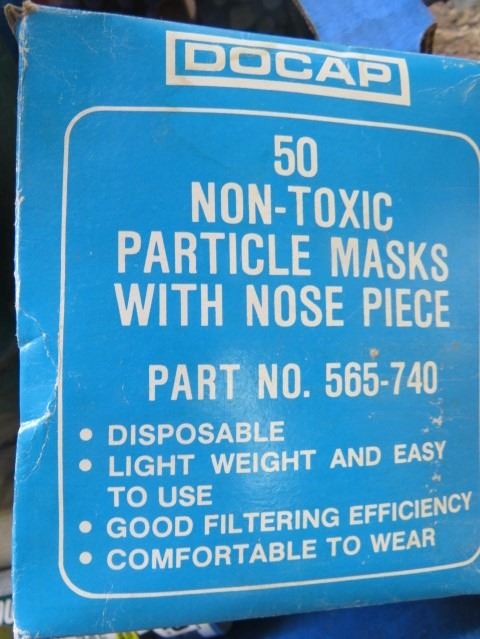 DOCAP
50
NON-TOXIC
PARTICLE MASKS
WITH NOSE PIECE
PART NO. 565-740
• DISPOSABLE
• LIGHT WEIGHT AND EASY
TO USE
• GOOD FILTERING EFFICIENCY
• COMFORTABLE TO WEAR